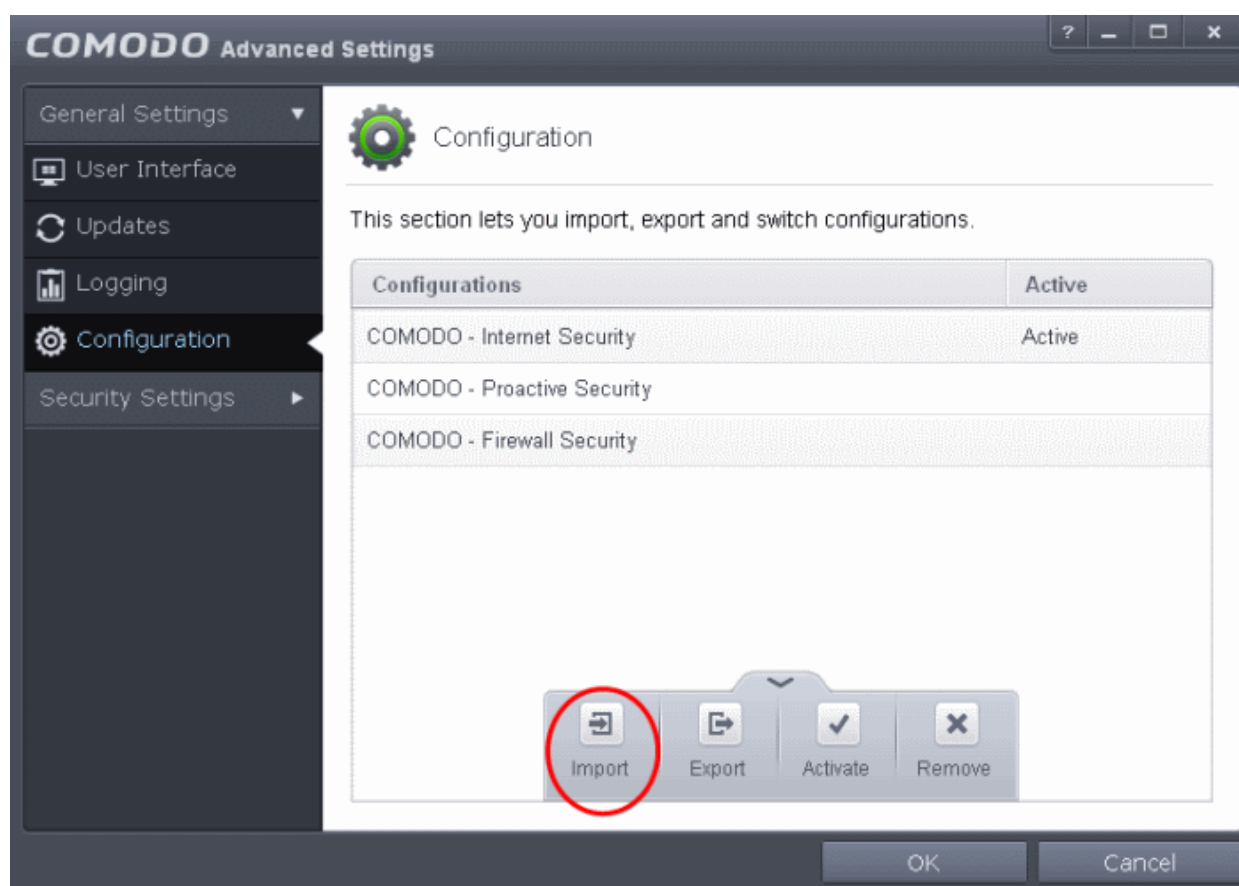 COMODO Advanced Settings
? _ □ x
General Settings
User Interface
Updates
Logging
Configuration
Security Settings
Configuration
This section lets you import, export and switch configurations.
Configurations Active
COMODO - Internet Security Active
COMODO - Proactive Security
COMODO - Firewall Security
Import Export Activate Remove
OK Cancel